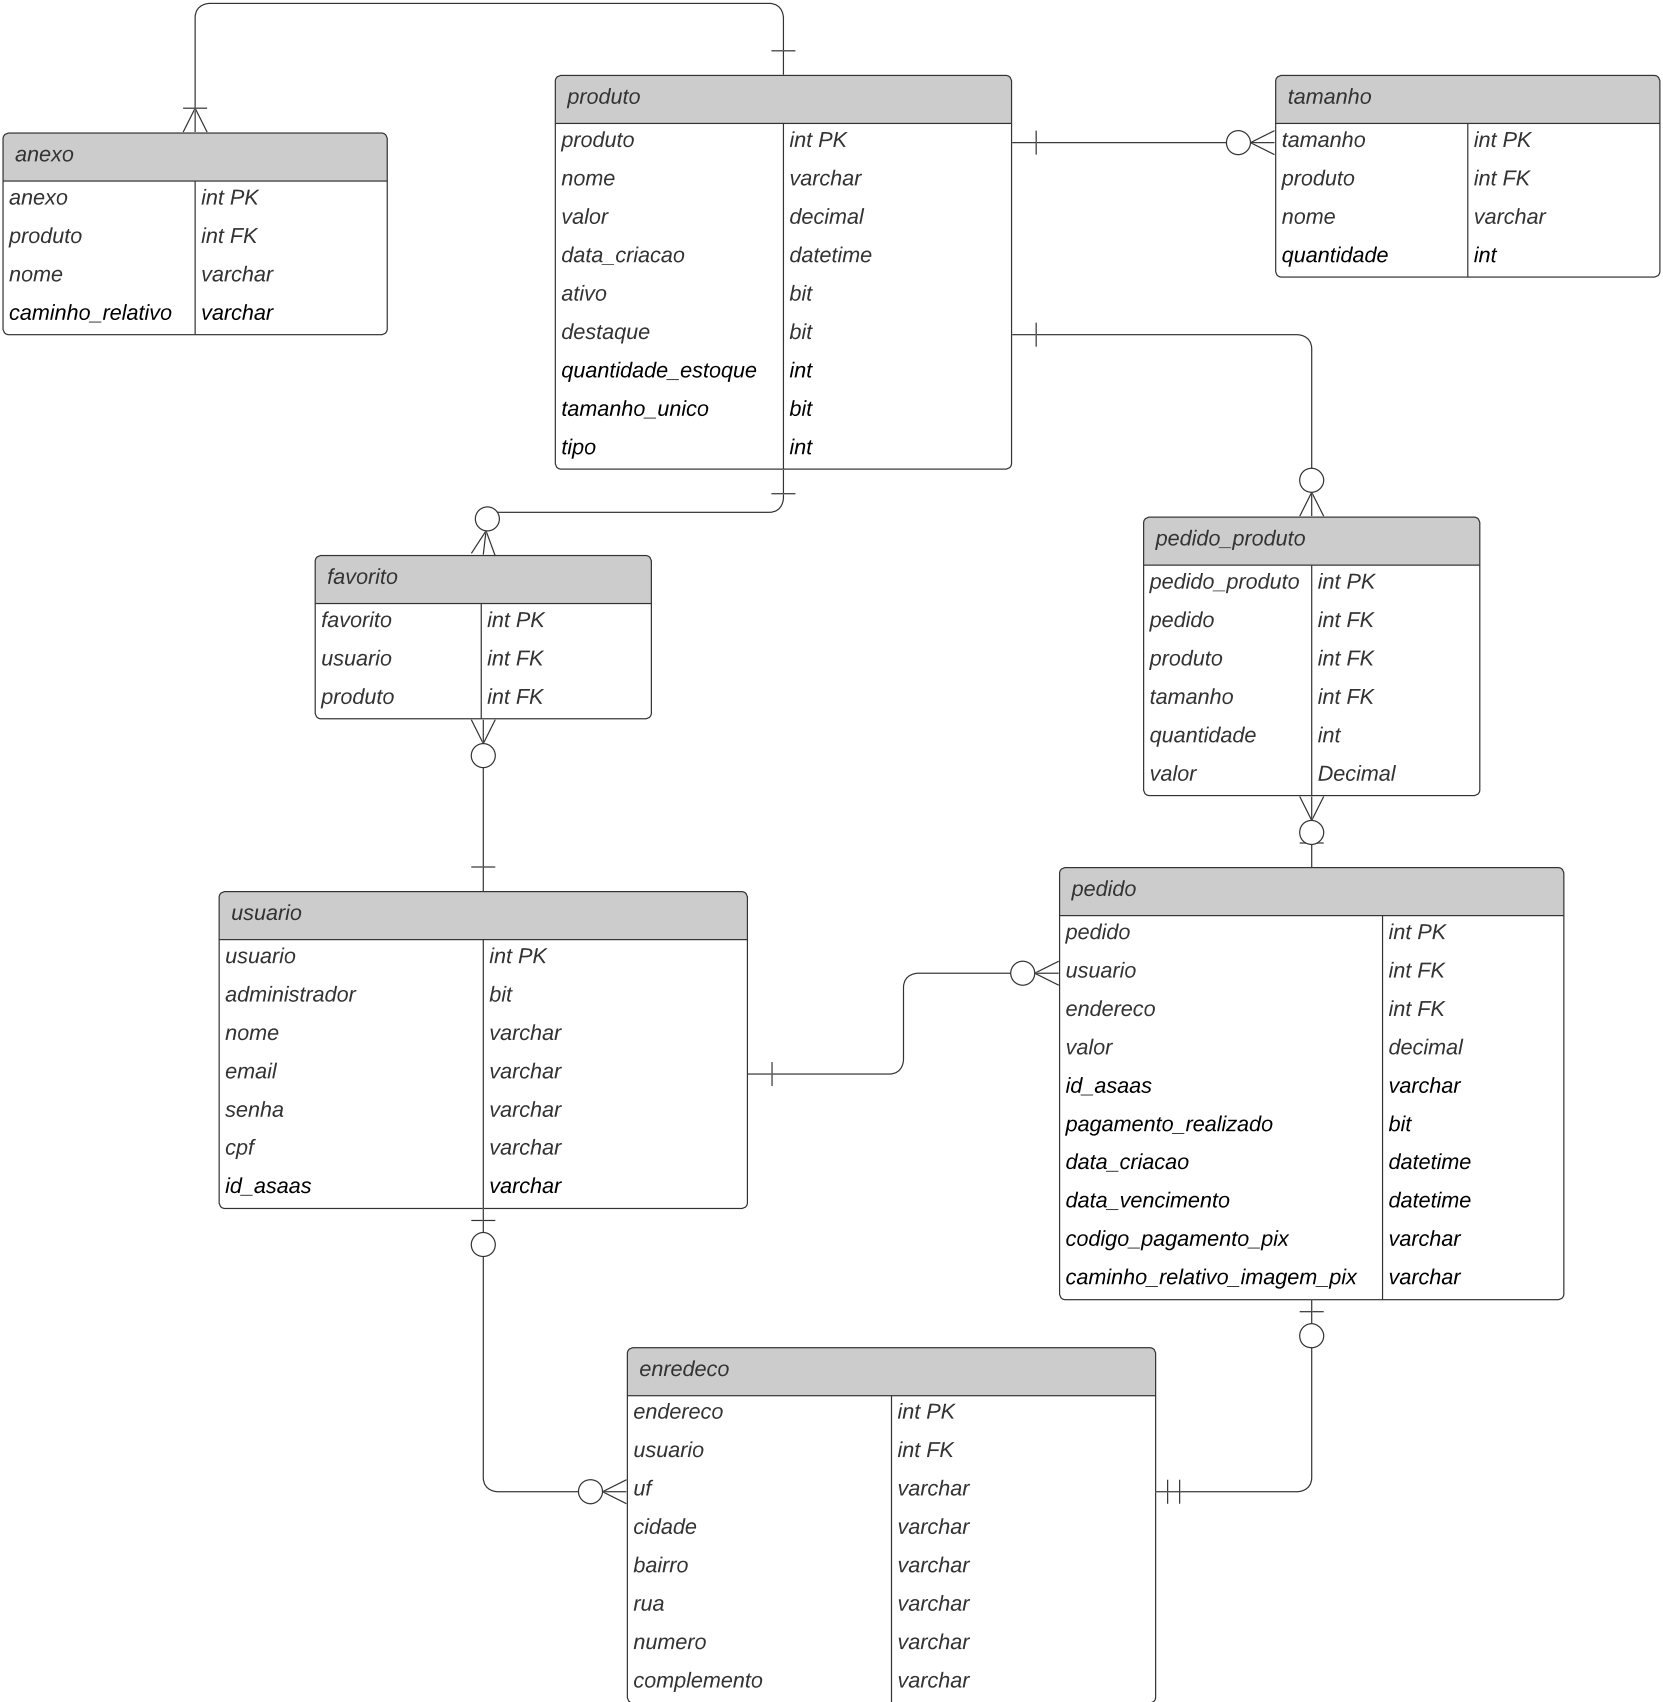 produto
produto int PK
nome varchar
valor decimal
data_criacao datetime
ativo bit
destaque bit
quantidade_estoque int
tamanho_unico bit
tipo int
tamanho
tamanho int PK
produto int FK
nome varchar
quantidade int
anexo
anexo int PK
produto int FK
nome varchar
caminho_relativo varchar
favorito
favorito int PK
usuario int FK
produto int FK
pedido_produto
pedido_produto int PK
pedido int FK
produto int FK
tamanho int FK
quantidade int
valor Decimal
usuario
usuario int PK
administrador bit
nome varchar
email varchar
senha varchar
cpf varchar
id_asaas varchar
pedido
pedido int PK
usuario int FK
endereco int FK
valor decimal
id_asaas varchar
pagamento_realizado bit
data_criacao datetime
data_vencimento datetime
codigo_pagamento_pix varchar
caminho_relativo_imagem_pix varchar
enredeco
endereco int PK
usuario int FK
uf varchar
cidade varchar
bairro varchar
rua varchar
numero varchar
complemento varchar